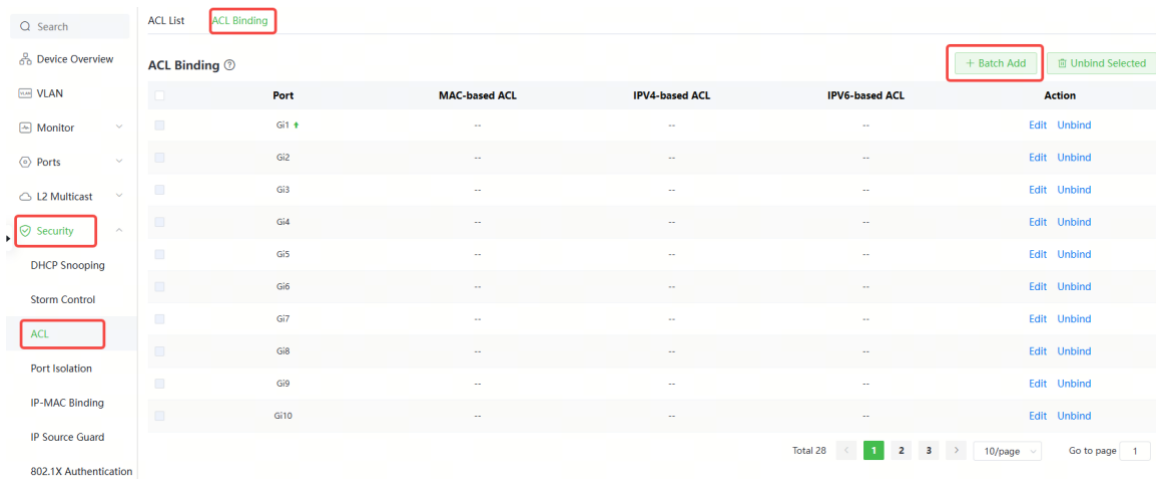 Search
Device Overview
VLAN
Monitor
Ports
L2 Multicast
Security
DHCP Snooping
Storm Control
ACL
Port Isolation
IP-MAC Binding
IP Source Guard
802.1X Authentication
ACL List ACL Binding
ACL Binding + Batch Add Unbind Selected
Port MAC-based ACL IPV4-based ACL IPV6-based ACL Action
Gi1 -- -- -- Edit Unbind
Gi2 -- -- -- Edit Unbind
Gi3 -- -- -- Edit Unbind
Gi4 -- -- -- Edit Unbind
Gi5 -- -- -- Edit Unbind
Gi6 -- -- -- Edit Unbind
Gi7 -- -- -- Edit Unbind
Gi8 -- -- -- Edit Unbind
Gi9 -- -- -- Edit Unbind
Gi10 -- -- -- Edit Unbind
Total 28 < 1 2 3 > 10/page Go to page 1